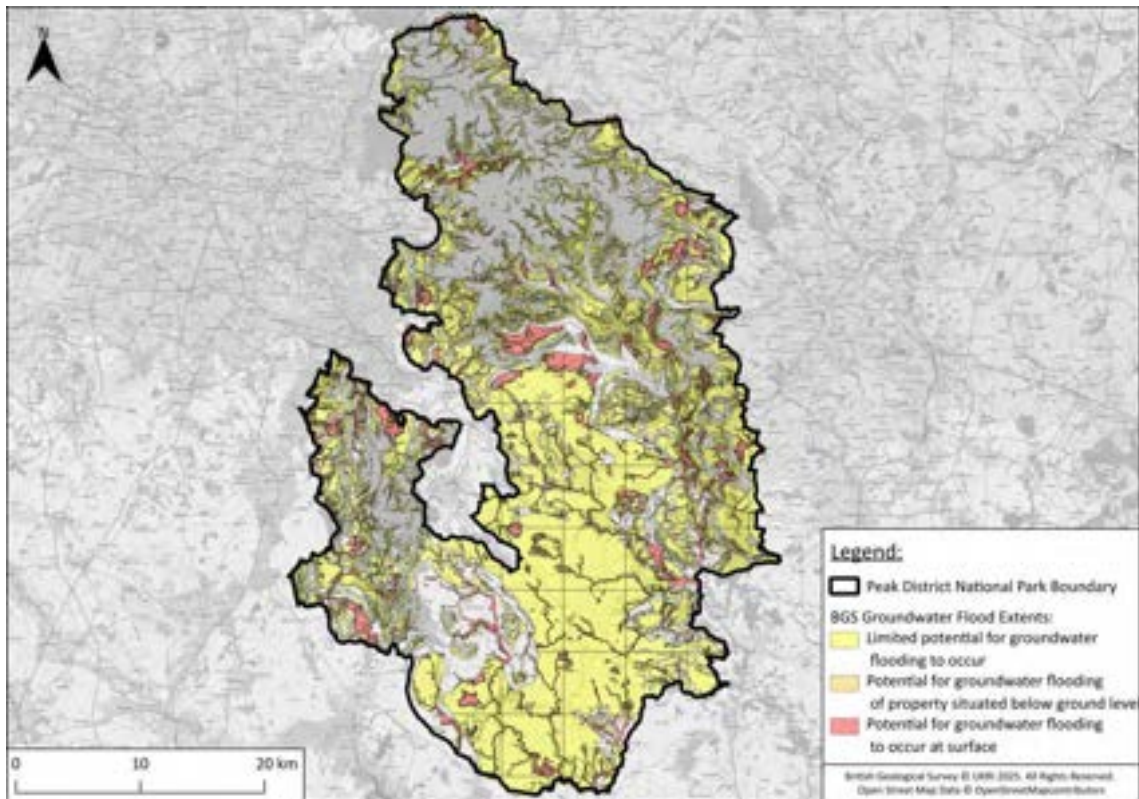 N
Legend:
Peak District National Park Boundary
BGS Groundwater Flood Extents:
Limited potential for groundwater
flooding to occur
Potential for groundwater flooding
of property situated below ground leve
Potential for groundwater flooding
to occur at surface
0 10 20 km
British Geological Survey © UKRI 2025. All Rights Reserved.
Open Street Map Data © OpenStreetMapcontributors